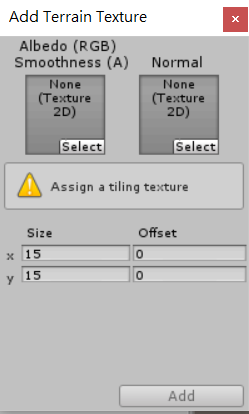 Add Terrain Texture
×
Albedo (RGB)
Smoothness (A) Normal
None None
(Texture (Texture
2D) 2D)
Select Select
Assign a tiling texture
Size Offset
x 15 0
y 15 0
Add